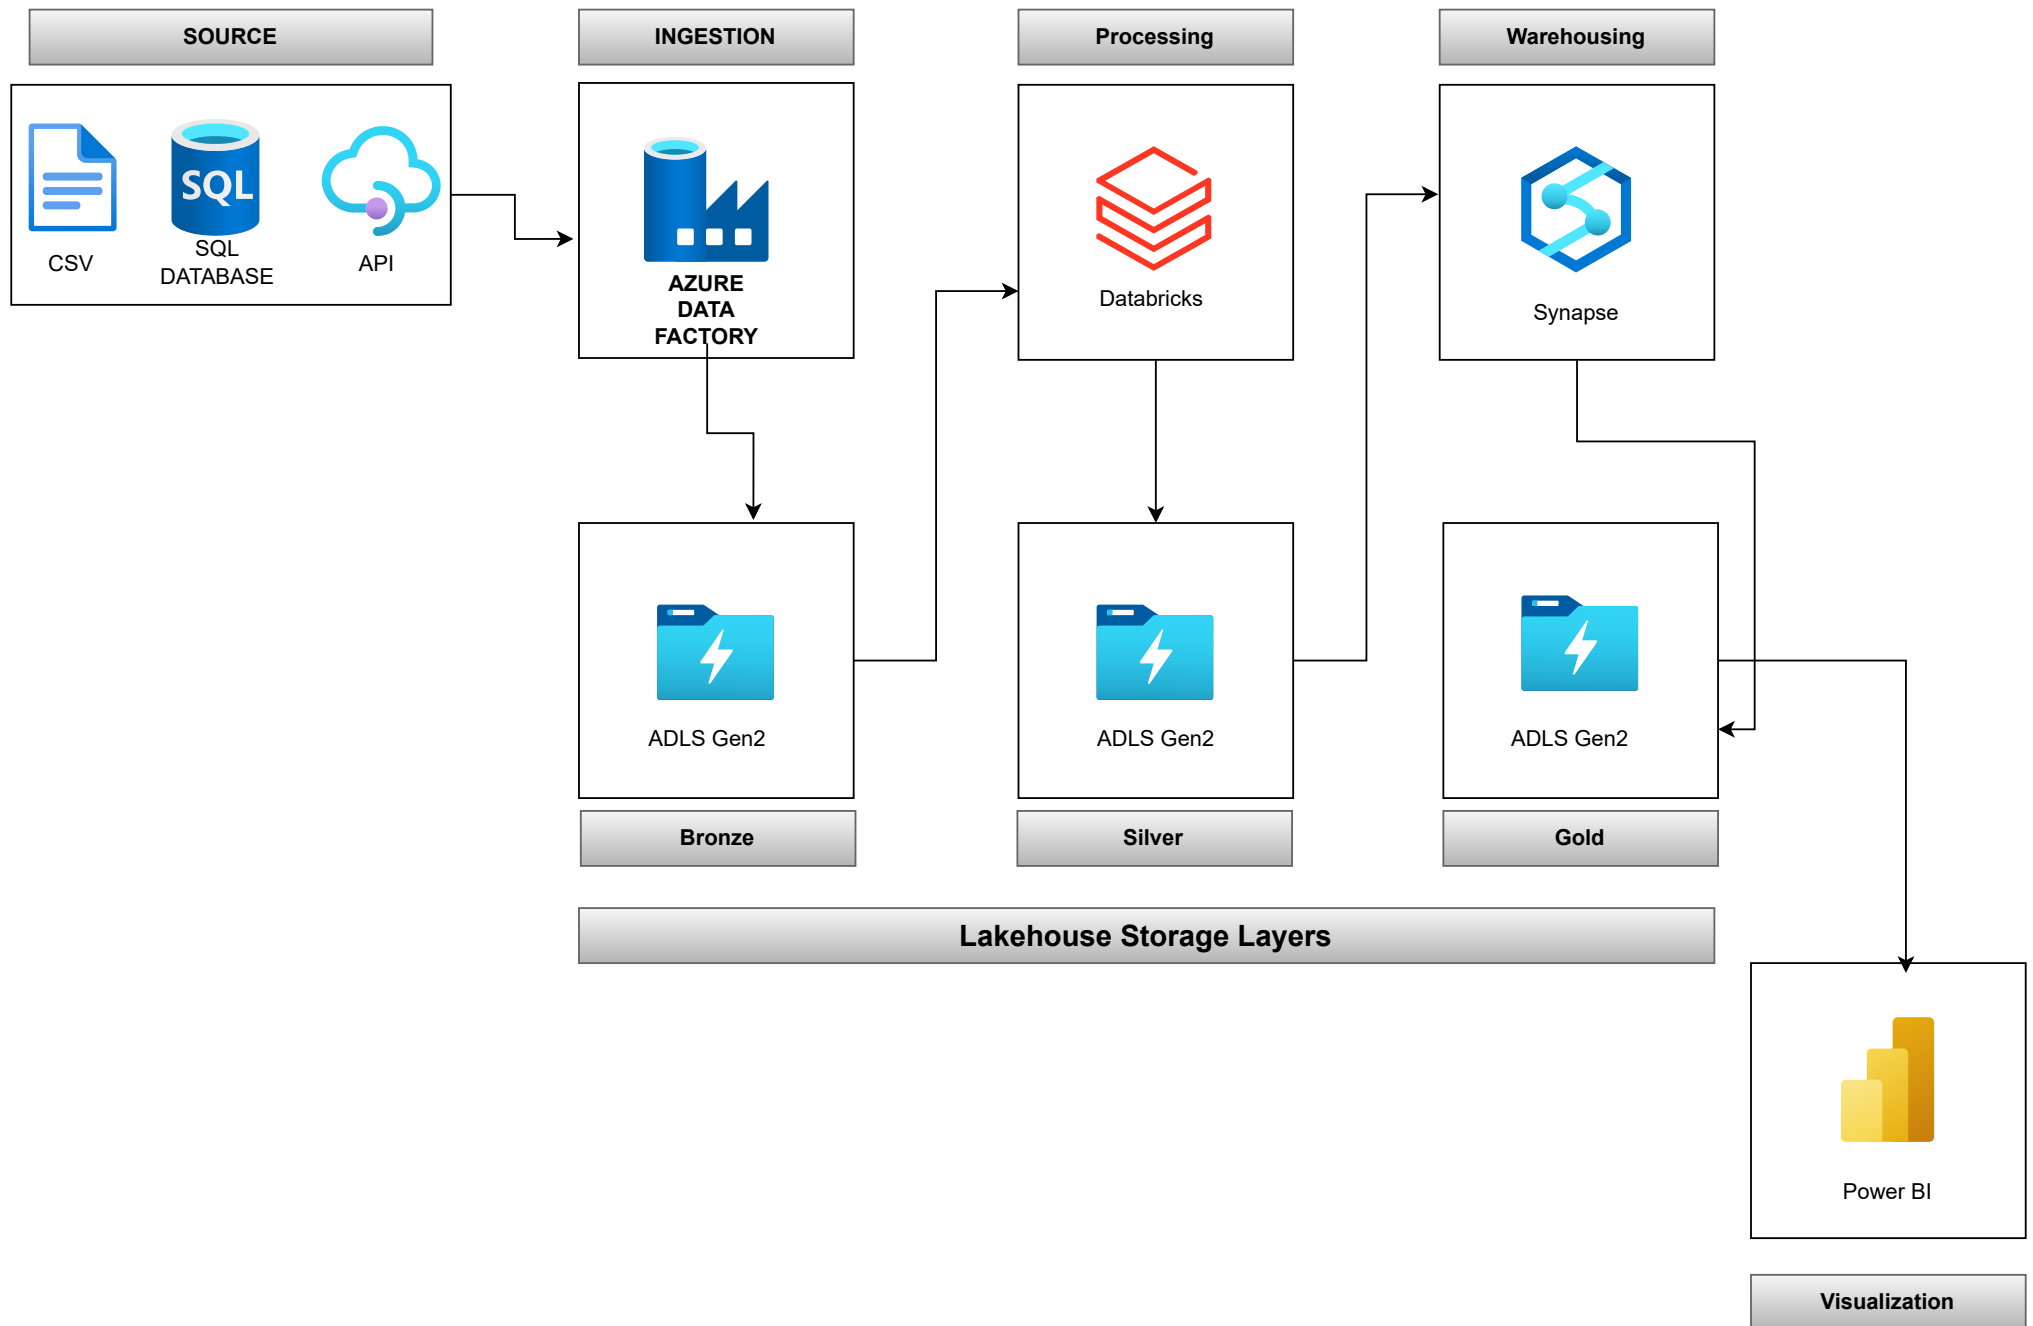 SOURCE
INGESTION
Processing
Warehousing
SQL
CSV
SQL
DATABASE
API
AZURE
DATA
FACTORY
Databricks
Synapse
ADLS Gen2
ADLS Gen2
ADLS Gen2
Bronze
Silver
Gold
Lakehouse Storage Layers
Power BI
Visualization